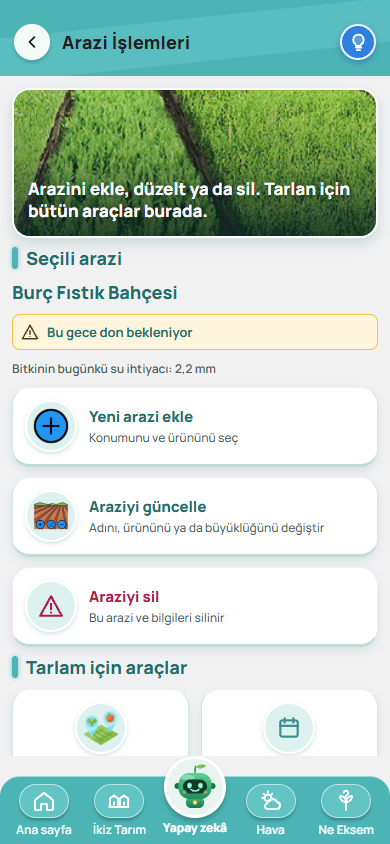 Arazi İşlemleri
Arazini ekle, düzelt ya da sil. Tarlan için
bütün araçlar burada.
Seçili arazi
Burç Fıstık Bahçesi
Bu gece don bekleniyor
Bitkinin bugünkü su ihtiyacı: 2,2 mm
Yeni arazi ekle
Konumunu ve ürününü seç
Araziyi güncelle
Adını, ürününü ya da büyüklüğünü değiştir
Araziyi sil
Bu arazi ve bilgileri silinir
Tarlam için araçlar
Ana sayfa
İkiz Tarım
Yapay zekâ
Hava
Ne Eksem